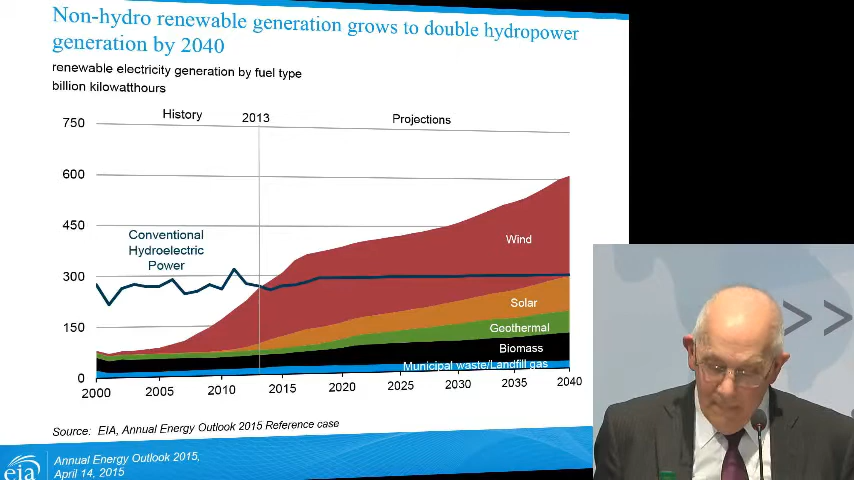 Non-hydro renewable generation grows to double hydropower
generation by 2040
renewable electricity generation by fuel type
billion kilowatthours
History
2013
Projections
750
600
450
300
150
0
Conventional
Hydroelectric
Power
Wind
Solar
Geothermal
Biomass
Municipal waste/Landfill gas
2000
2005
2010
2015
2020
2025
2030
2035
2040
Source: EIA, Annual Energy Outlook 2015 Reference case
eia
Annual Energy Outlook 2015,
April 14, 2015
>>